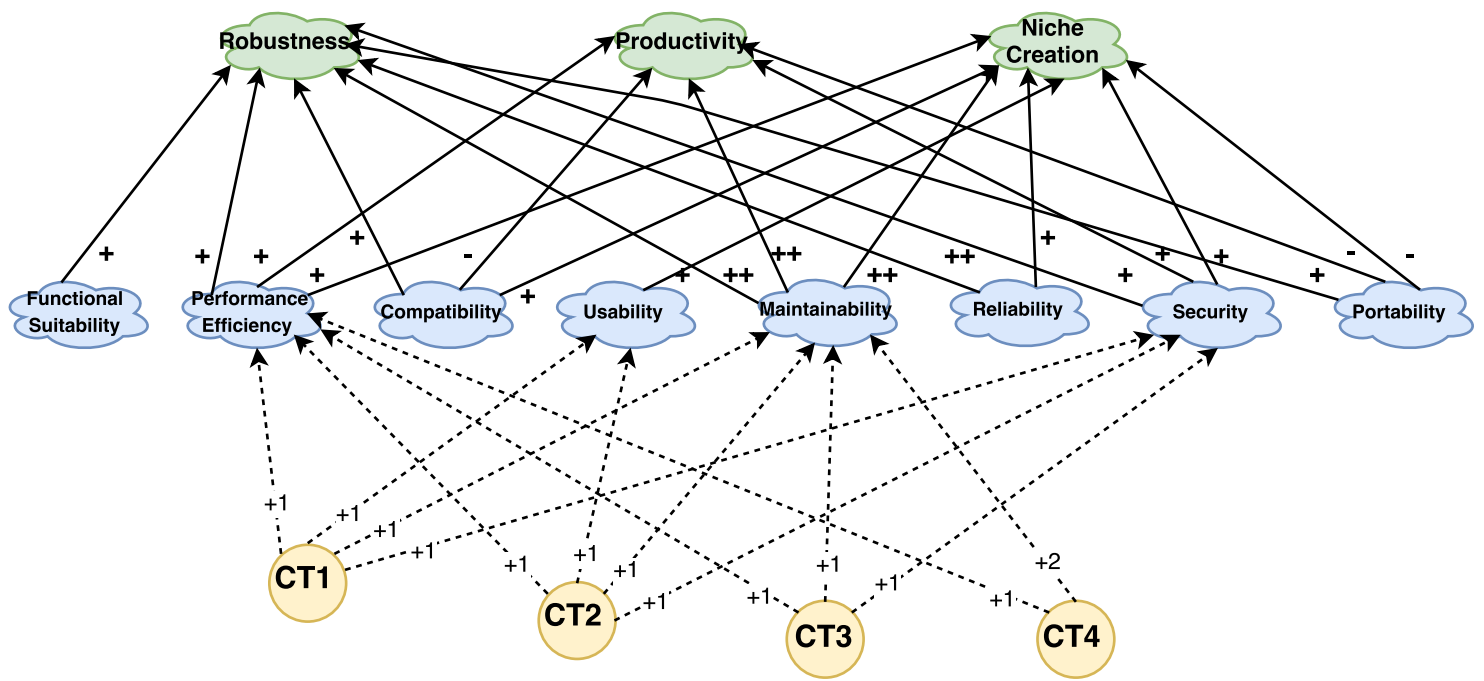 Robustness
Productivity
Niche
Creation
+
+
+
+
+
-
+
+
++
++
++
++
+
+
+
+
+
-
-
Functional
Suitability
Performance
Efficiency
Compatibility
Usability
Maintainability
Reliability
Security
Portability
+1
+1
+1
+1
+1
+1
+1
+1
+1
+1
+1
+1
+2
CT1
CT2
CT3
CT4